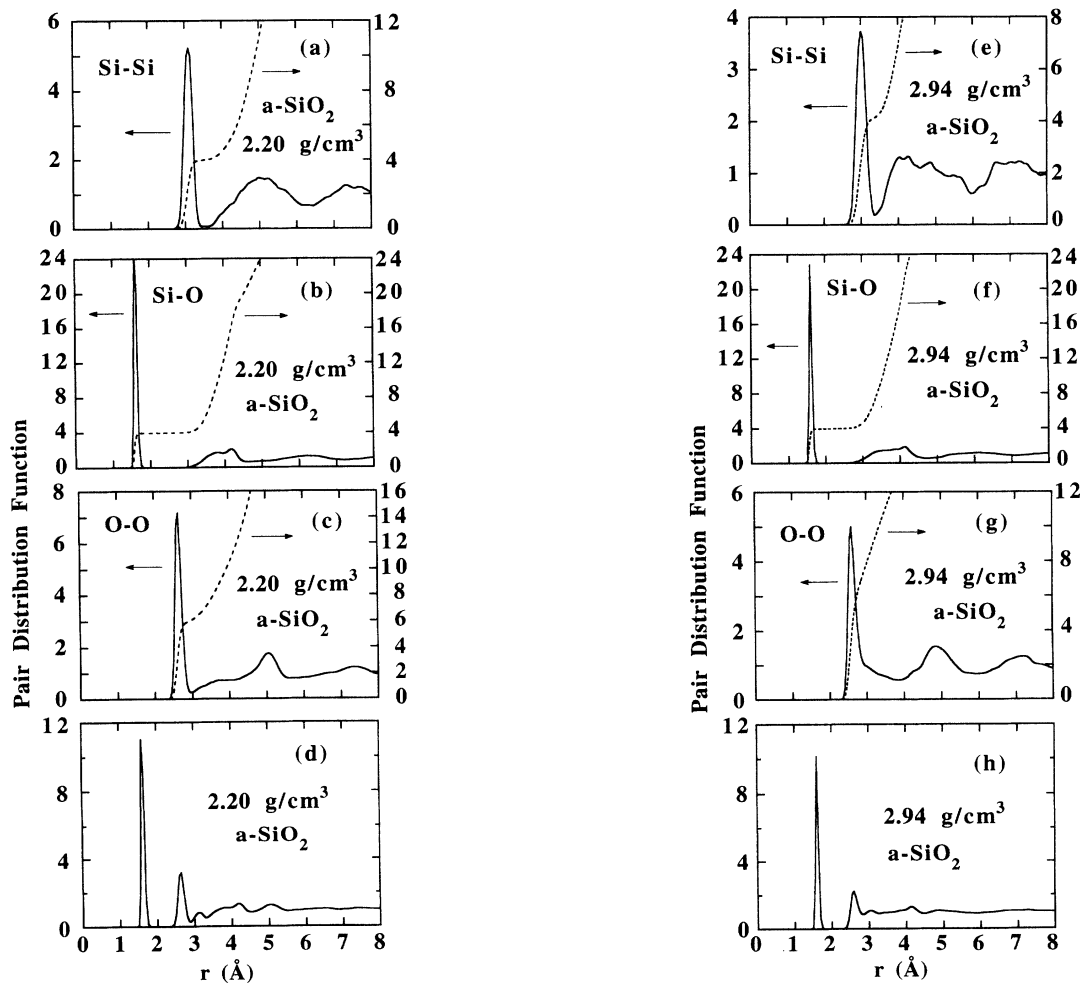 6
12
(a)
Si-Si
10
8
4
a-SiO2
2.20 g/cm3
6
4
2
2
0
0
24
24
Si-O
(b)
20
20
16
16
12
2.20 g/cm3
12
8
a-SiO2
8
4
4
0
0
8
16
O-O
(c)
14
6
12
2.20 g/cm3
10
4
a-SiO2
8
6
2
4
2
0
0
12
(d)
8
2.20 g/cm3
a-SiO2
4
0
0 1 2 3 4 5 6 7 8
r (Å)
Pair Distribution Function
4
8
(e)
Si-Si
3
6
2.94 g/cm3
2
a-SiO2
4
1
2
0
0
24
24
Si-O
(f)
20
20
16
16
12
2.94 g/cm3
12
8
a-SiO2
8
4
4
0
0
6
12
O-O
(g)
4
8
2.94 g/cm3
a-SiO2
2
4
0
0
12
(h)
8
2.94 g/cm3
a-SiO2
4
0
0 1 2 3 4 5 6 7 8
r (Å)
Pair Distribution Function